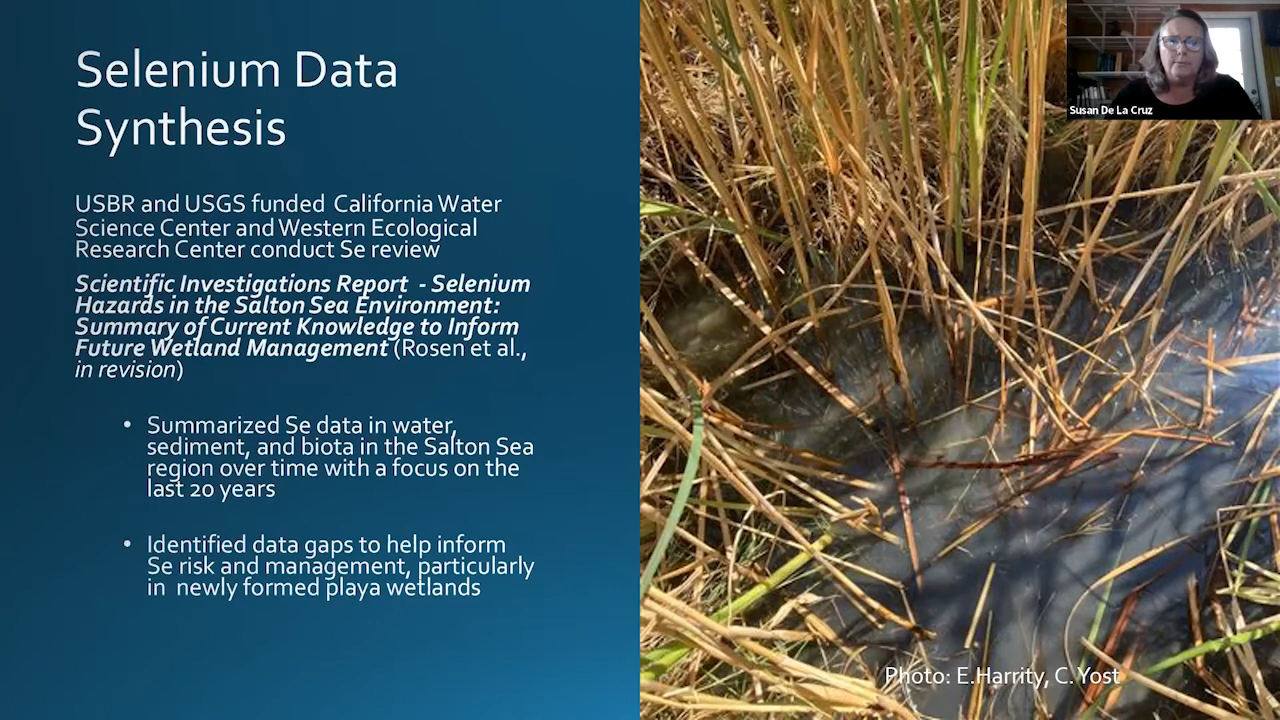 Selenium Data
Synthesis
USBR and USGS funded California Water
Science Center and Western Ecological
Research Center conduct Se review
Scientific Investigations Report - Selenium
Hazards in the Salton Sea Environment:
Summary of Current Knowledge to Inform
Future Wetland Management (Rosen et al.,
in revision)
• Summarized Se data in water,
sediment, and biota in the Salton Sea
region over time with a focus on the
last 20 years
• Identified data gaps to help inform
Se risk and management, particularly
in newly formed playa wetlands
Susan De La Cruz
Photo: E.Harrity, C.Yost